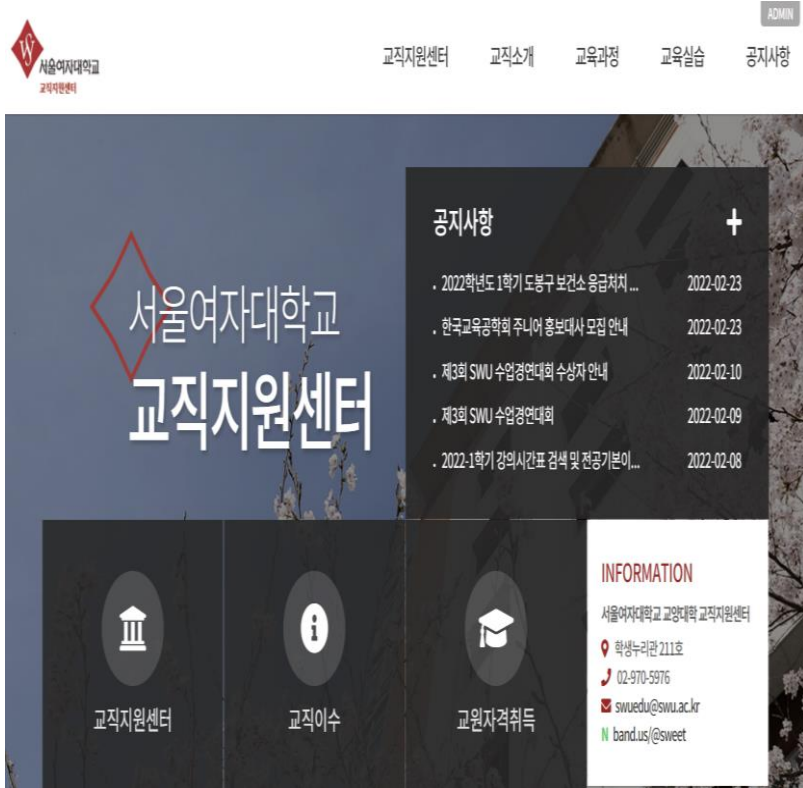 ADMIN
서울여자대학교
교직지원센터
교직지원센터 교직소개 교육과정 교육실습 공지사항
서울여자대학교
교직지원센터
공지사항 +
. 2022학년도 1학기 도봉구 보건소 응급처치 ... 2022-02-23
. 한국교육공학회 주니어 홍보대사 모집 안내 2022-02-23
. 제3회 SWU 수업경연대회 수상자 안내 2022-02-10
. 제3회 SWU 수업경연대회 2022-02-09
. 2022-1학기 강의시간표 검색 및 전공기본이... 2022-02-08
교직지원센터
교직이수
교원자격취득
INFORMATION
서울여자대학교 교양대학 교직지원센터
학생누리관 211호
02-970-5976
swuedu@swu.ac.kr
N band.us/@sweet